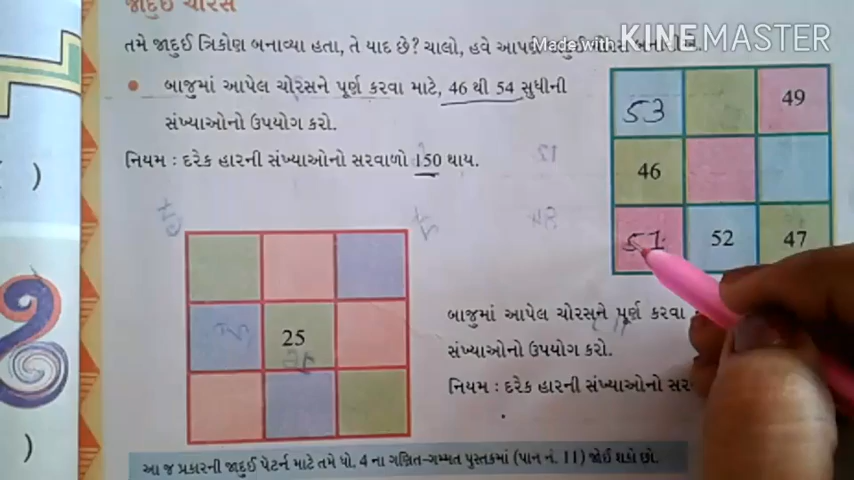 જાદુઈ ચોરસ
Made with KINEMASTER
તમે જાદુઈ ત્રિકોણ બનાવ્યા હતા, તે યાદ છે? ચાલો, હવે આપણે
બાજુમાં આપેલ ચોરસને પૂર્ણ કરવા માટે, 46 થી 54 સુધીની
સંખ્યાઓનો ઉપયોગ કરો.
નિયમ : દરેક હારની સંખ્યાઓનો સરવાળો 150 થાય.
53 49
46
51 52 47
25
બાજુમાં આપેલ ચોરસને પૂર્ણ કરવા
સંખ્યાઓનો ઉપયોગ કરો.
નિયમ : દરેક હારની સંખ્યાઓનો
આ જ પ્રકારની જાદુઈ પેટર્ન માટે તમે ધો. 4 ના ગણિત-ગમ્મત પુસ્તકમાં (પાન નં. 11) જોઈ શકો છો.